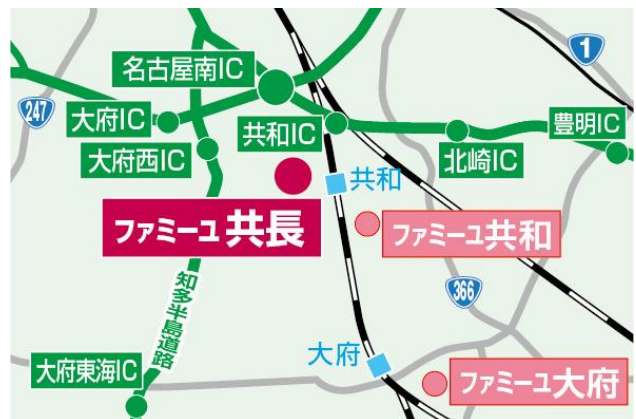 1
名古屋南IC
247
大府IC
共和IC
豊明IC
大府西IC
北崎IC
共和
ファミーユ共長
ファミーユ共和
366
知多半島道路
大府
大府東海IC
ファミーユ大府